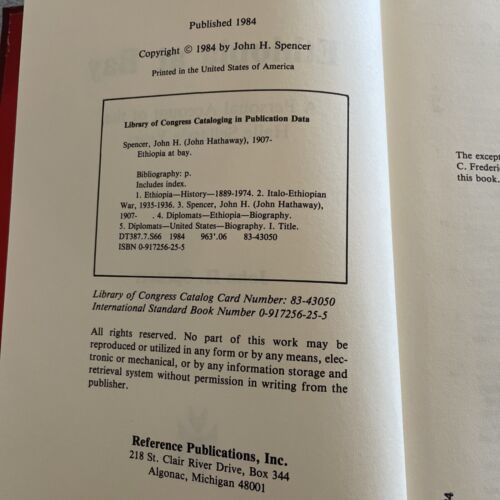 Published 1984
Copyright © 1984 by John H. Spencer
Printed in the United States of America
Library of Congress Cataloging in Publication Data
Spencer, John H. (John Hathaway), 1907-
Ethiopia at bay.
Bibliography: p.
Includes index.
1. Ethiopia—History—1889-1974. 2. Italo-Ethiopian
War, 1935-1936. 3. Spencer, John H. (John Hathaway),
1907- . 4. Diplomats—Ethiopia—Biography.
5. Diplomats—United States—Biography. I. Title.
DT387.7.S66 1984 963'.06 83-43050
ISBN 0-917256-25-5
Library of Congress Catalog Card Number: 83-43050
International Standard Book Number 0-917256-25-5
All rights reserved. No part of this work may be
reproduced or utilized in any form or by any means, elec-
tronic or mechanical, or by any information storage and
retrieval system without permission in writing from the
publisher.
Reference Publications, Inc.
218 St. Clair River Drive, Box 344
Algonac, Michigan 48001
The except
C. Frederi
this book.